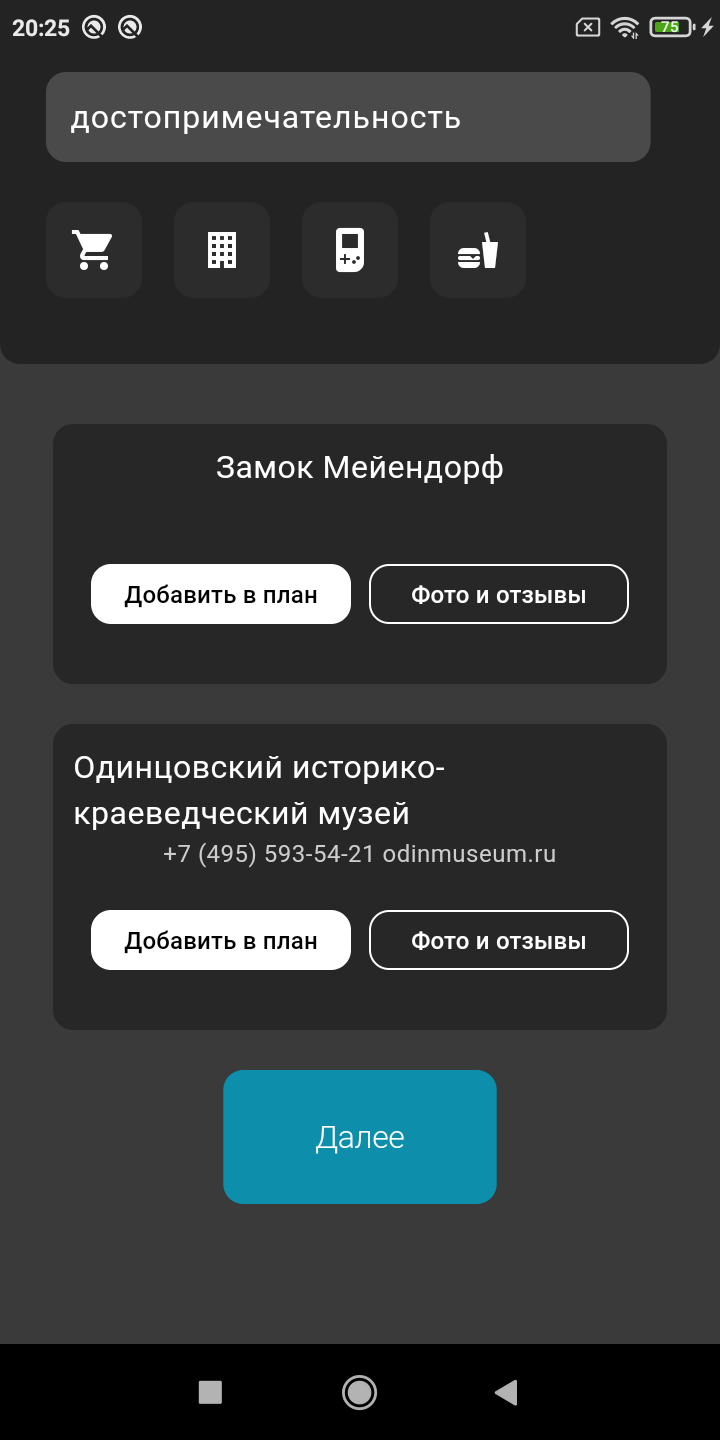 20:25
75
достопримечательность
Замок Мейендорф
Добавить в план
Фото и отзывы
Одинцовский историко-
краеведческий музей
+7 (495) 593-54-21 odinmuseum.ru
Добавить в план
Фото и отзывы
Далее